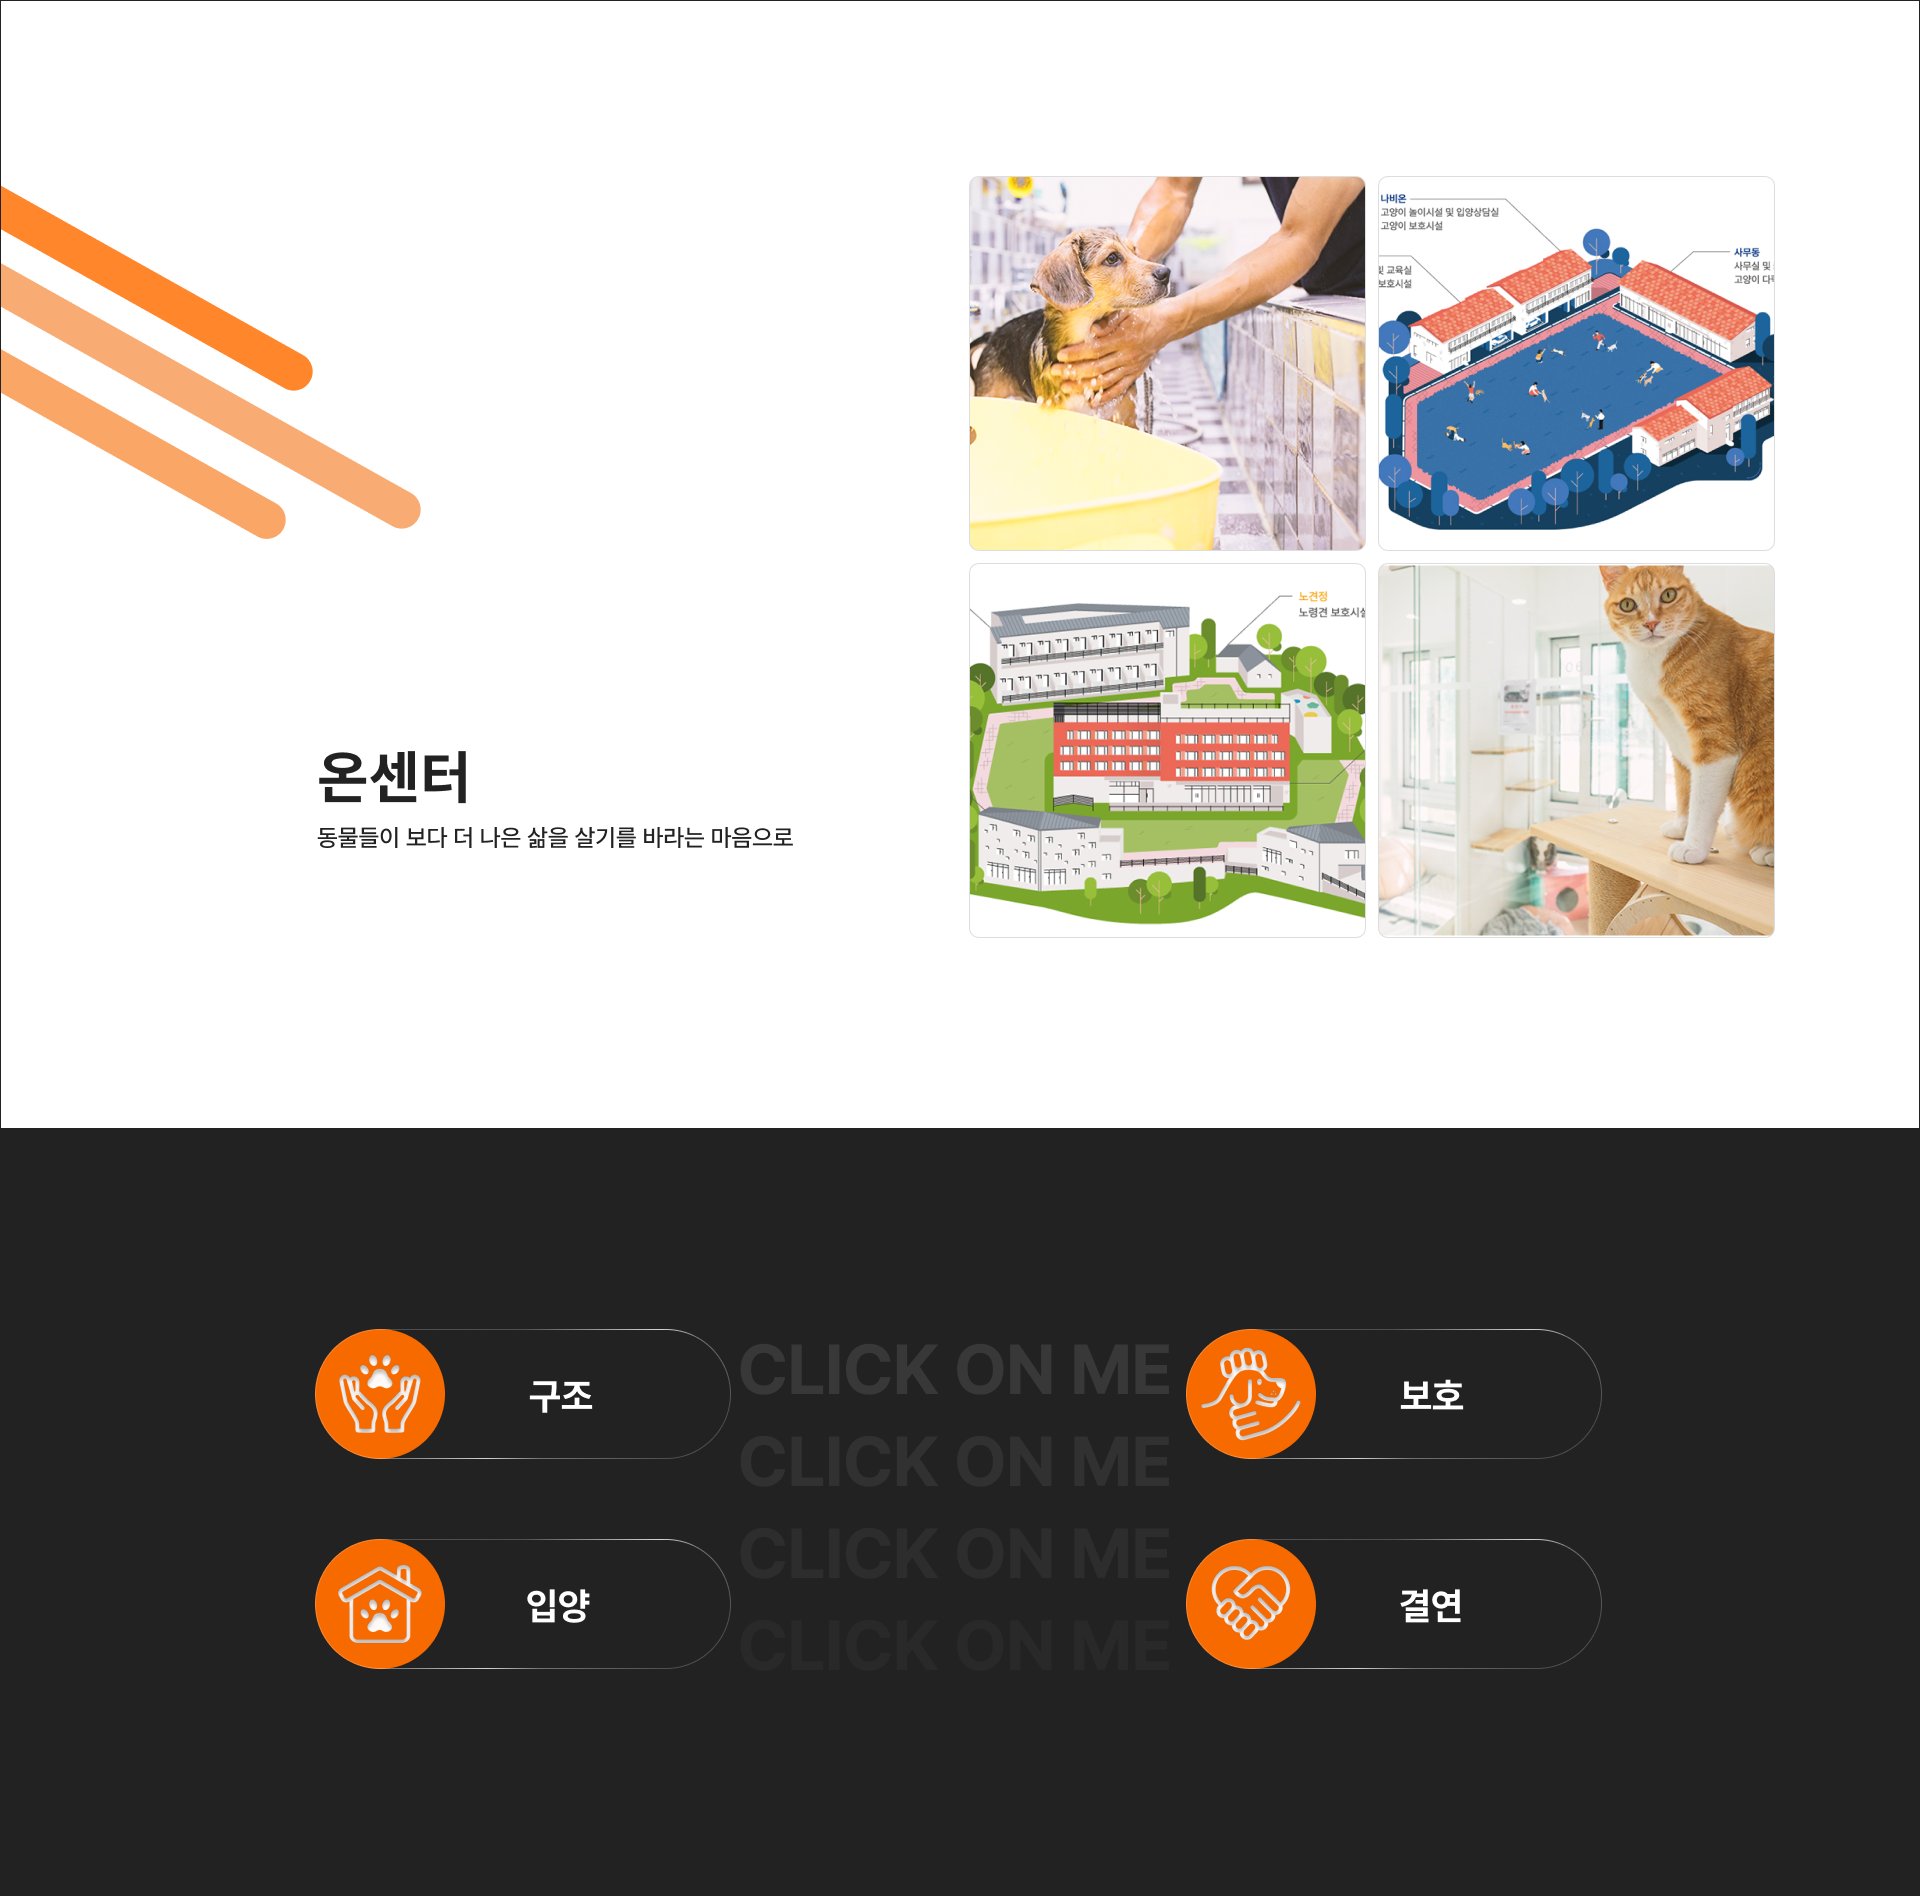 나비온
고양이 놀이시설 및 입양상담실
고양이 보호시설
및 교육실
보호시설
사무동
사무실 및
고양이 다
노견정
노령견 보호시설
온센터
동물들이 보다 더 나은 삶을 살기를 바라는 마음으로
구조
CLICK ON ME
보호
CLICK ON ME
CLICK ON ME
입양
결연
CLICK ON ME